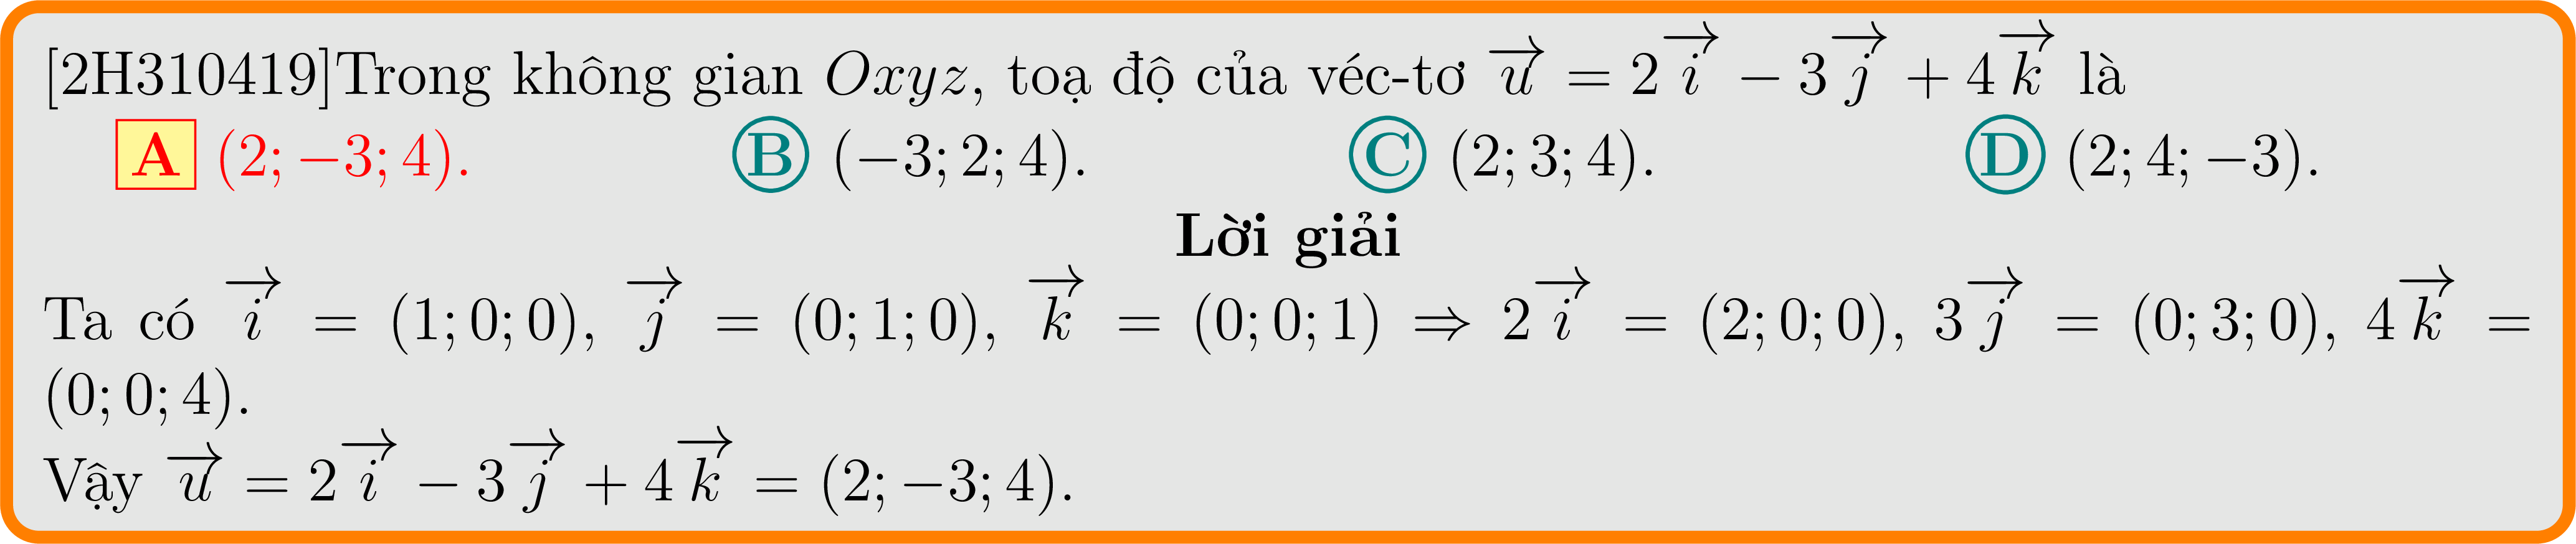 [2H310419]Trong không gian Oxyz, toạ độ của véc-tơ $\overrightarrow{u} = 2\overrightarrow{i} - 3\overrightarrow{j} + 4\overrightarrow{k}$ là
A (2; −3; 4). B (−3; 2; 4). C (2; 3; 4). D (2; 4; −3).
Lời giải
Ta có $\overrightarrow{i} = (1; 0; 0)$, $\overrightarrow{j} = (0; 1; 0)$, $\overrightarrow{k} = (0; 0; 1) \Rightarrow 2\overrightarrow{i} = (2; 0; 0)$, $3\overrightarrow{j} = (0; 3; 0)$, $4\overrightarrow{k} =$
(0; 0; 4).
Vậy $\overrightarrow{u} = 2\overrightarrow{i} - 3\overrightarrow{j} + 4\overrightarrow{k} = (2; -3; 4)$.